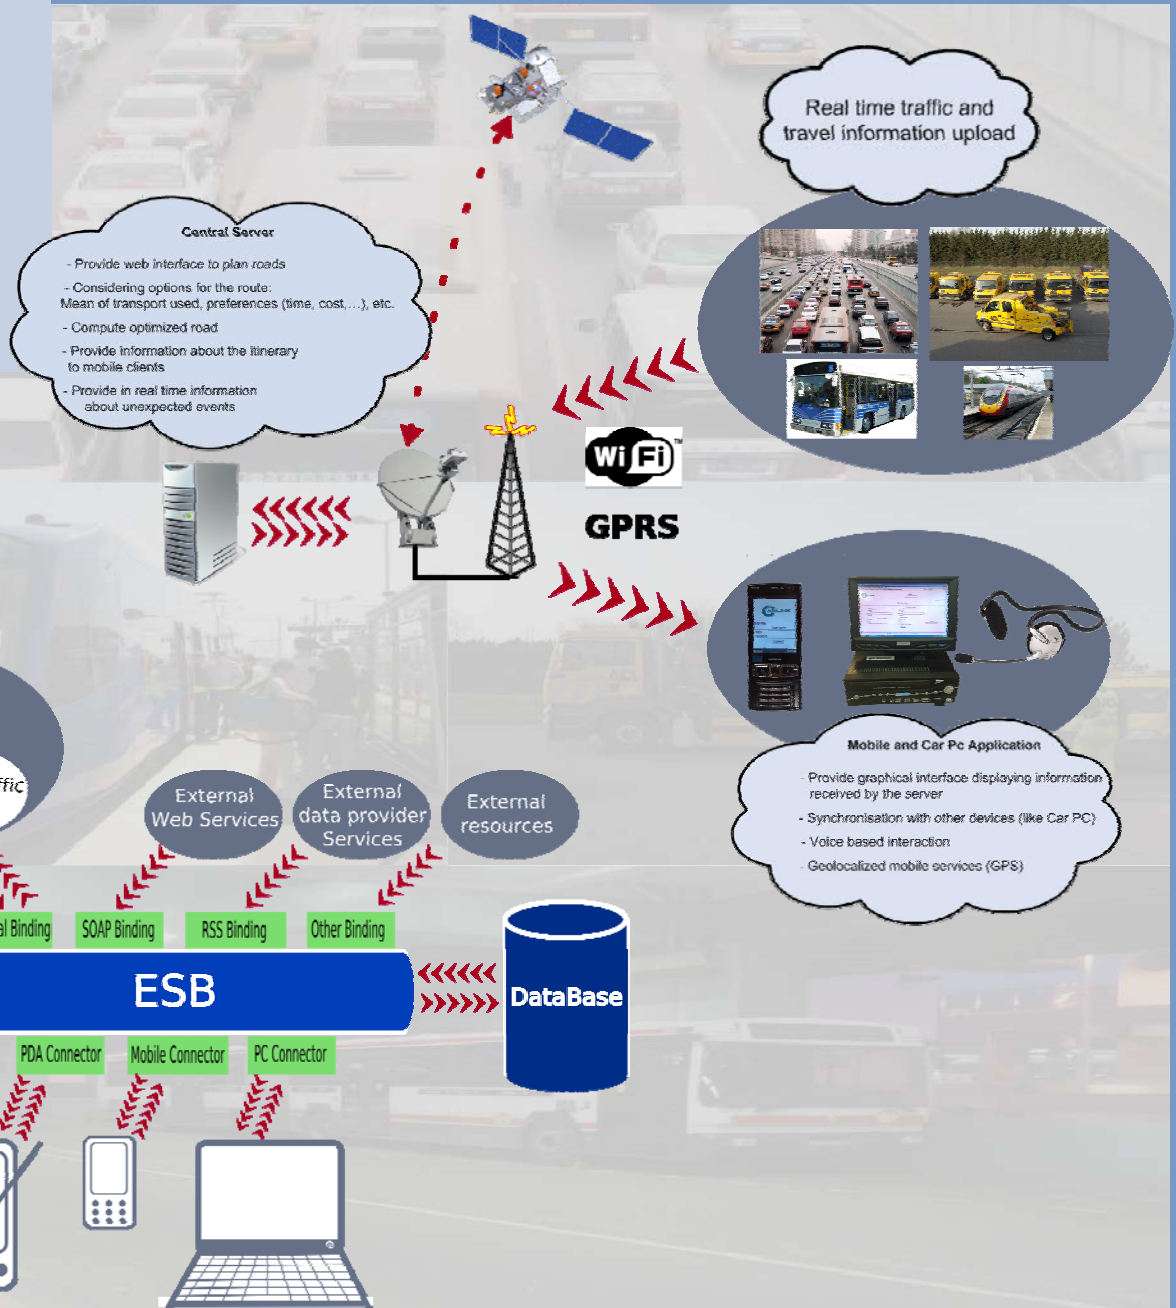 Real time traffic and
travel information upload
Central Server
- Provide web interface to plan roads
- Considering options for the route:
Mean of transport used, preferences (time, cost,...), etc.
- Compute optimized road
- Provide information about the itinerary
to mobile clients
- Provide in real time information
about unexpected events
Wi Fi TM
GPRS
Mobile and Car Pc Application
- Provide graphical interface displaying information
received by the server
- Synchronisation with other devices (like Car PC)
- Voice based interaction
- Geolocalized mobile services (GPS)
ffic
External
Web Services
External
data provider
Services
External
resources
al Binding
SOAP Binding
RSS Binding
Other Binding
ESB
DataBase
PDA Connector
Mobile Connector
PC Connector